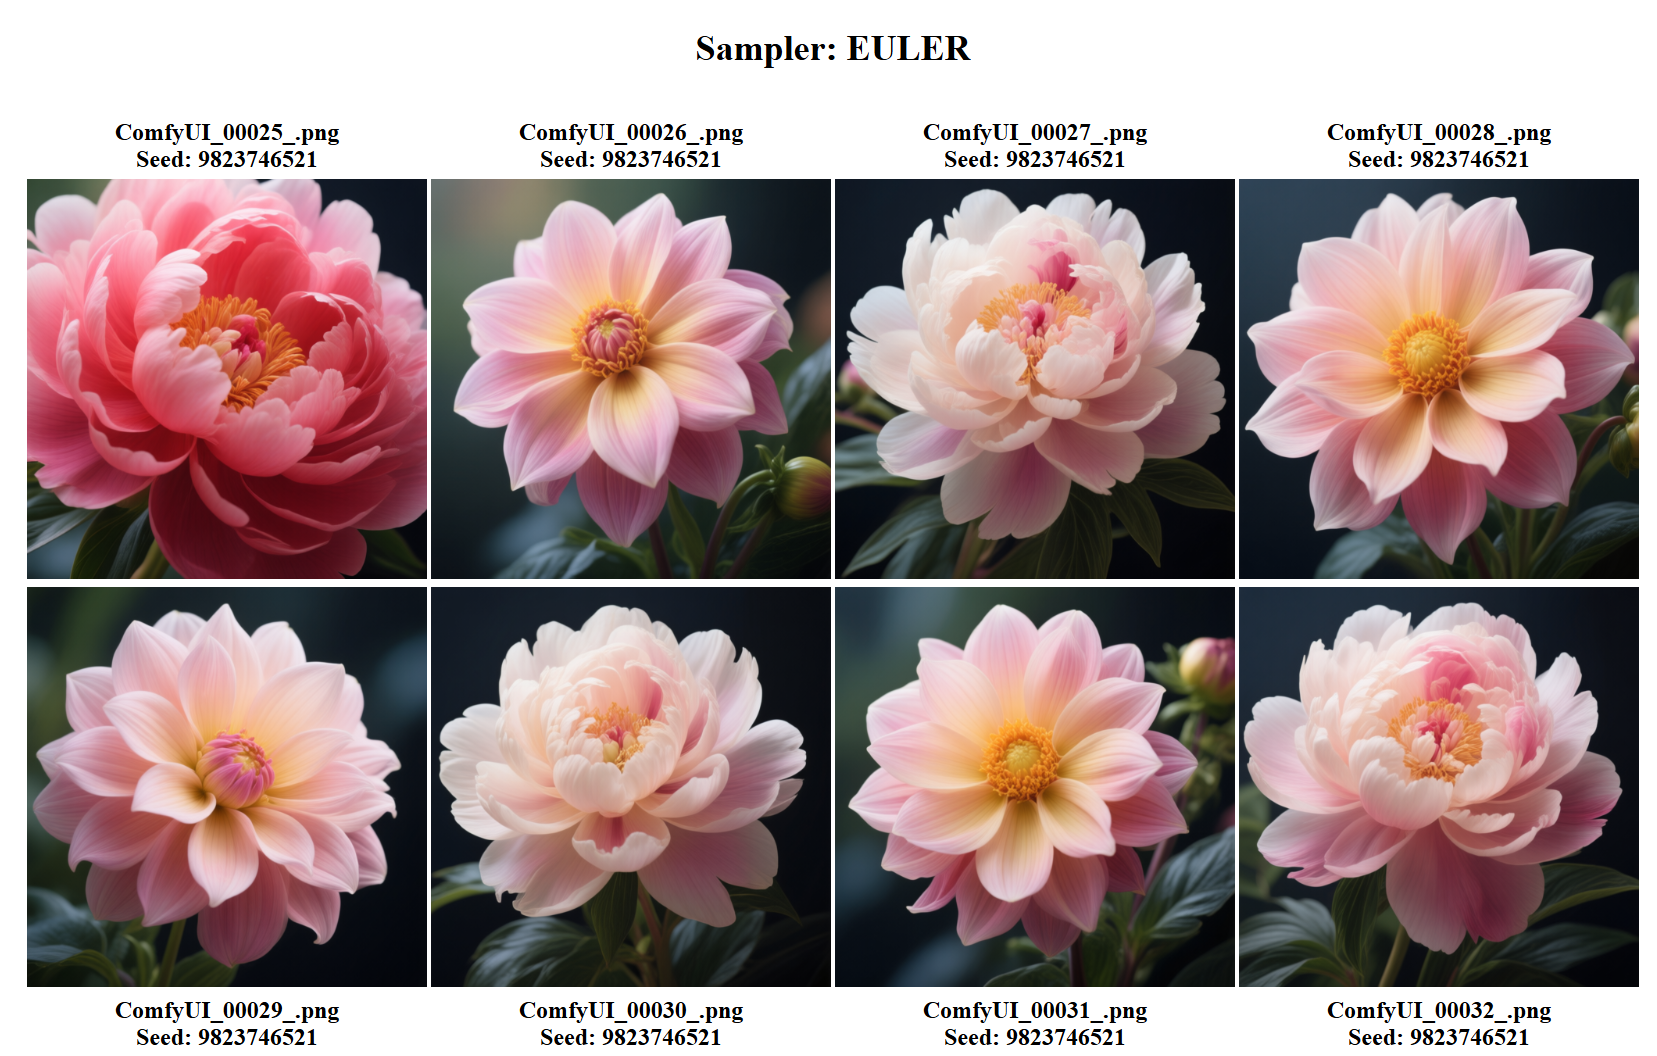 Sampler: EULER
ComfyUI_00025_.png
Seed: 9823746521
ComfyUI_00026_.png
Seed: 9823746521
ComfyUI_00027_.png
Seed: 9823746521
ComfyUI_00028_.png
Seed: 9823746521
ComfyUI_00029_.png
Seed: 9823746521
ComfyUI_00030_.png
Seed: 9823746521
ComfyUI_00031_.png
Seed: 9823746521
ComfyUI_00032_.png
Seed: 9823746521